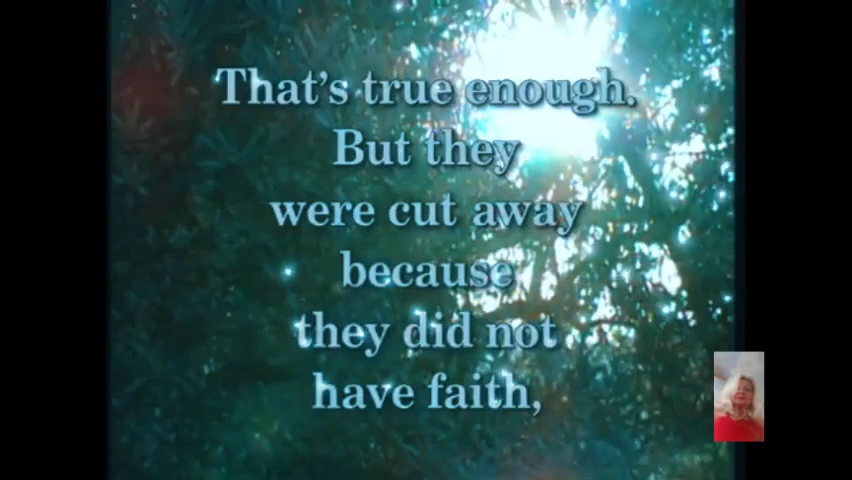 That's true enough.
But they
were cut away
because
they did not
have faith,